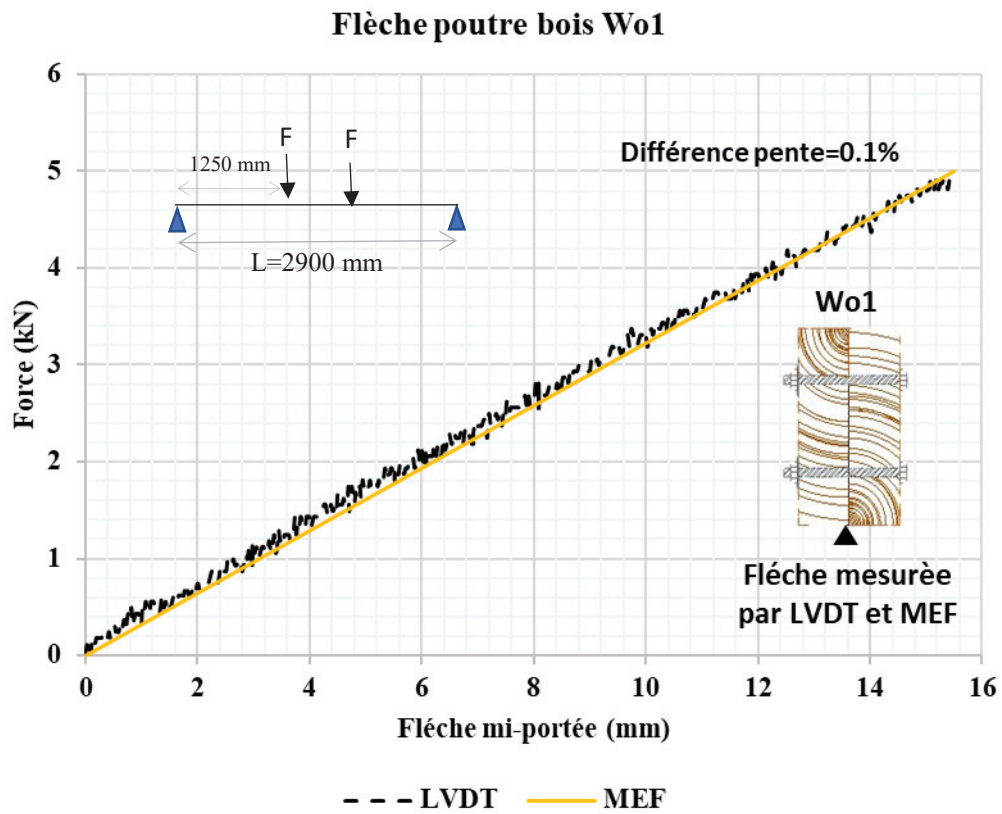 Flèche poutre bois Wo1
Force (kN)
6
5
4
3
2
1
0
F
F
1250 mm
L=2900 mm
Différence pente=0.1%
Wo1
Fléche mesurèe
par LVDT et MEF
0
2
4
6
8
10
12
14
16
Fléche mi-portée (mm)
LVDT
MEF